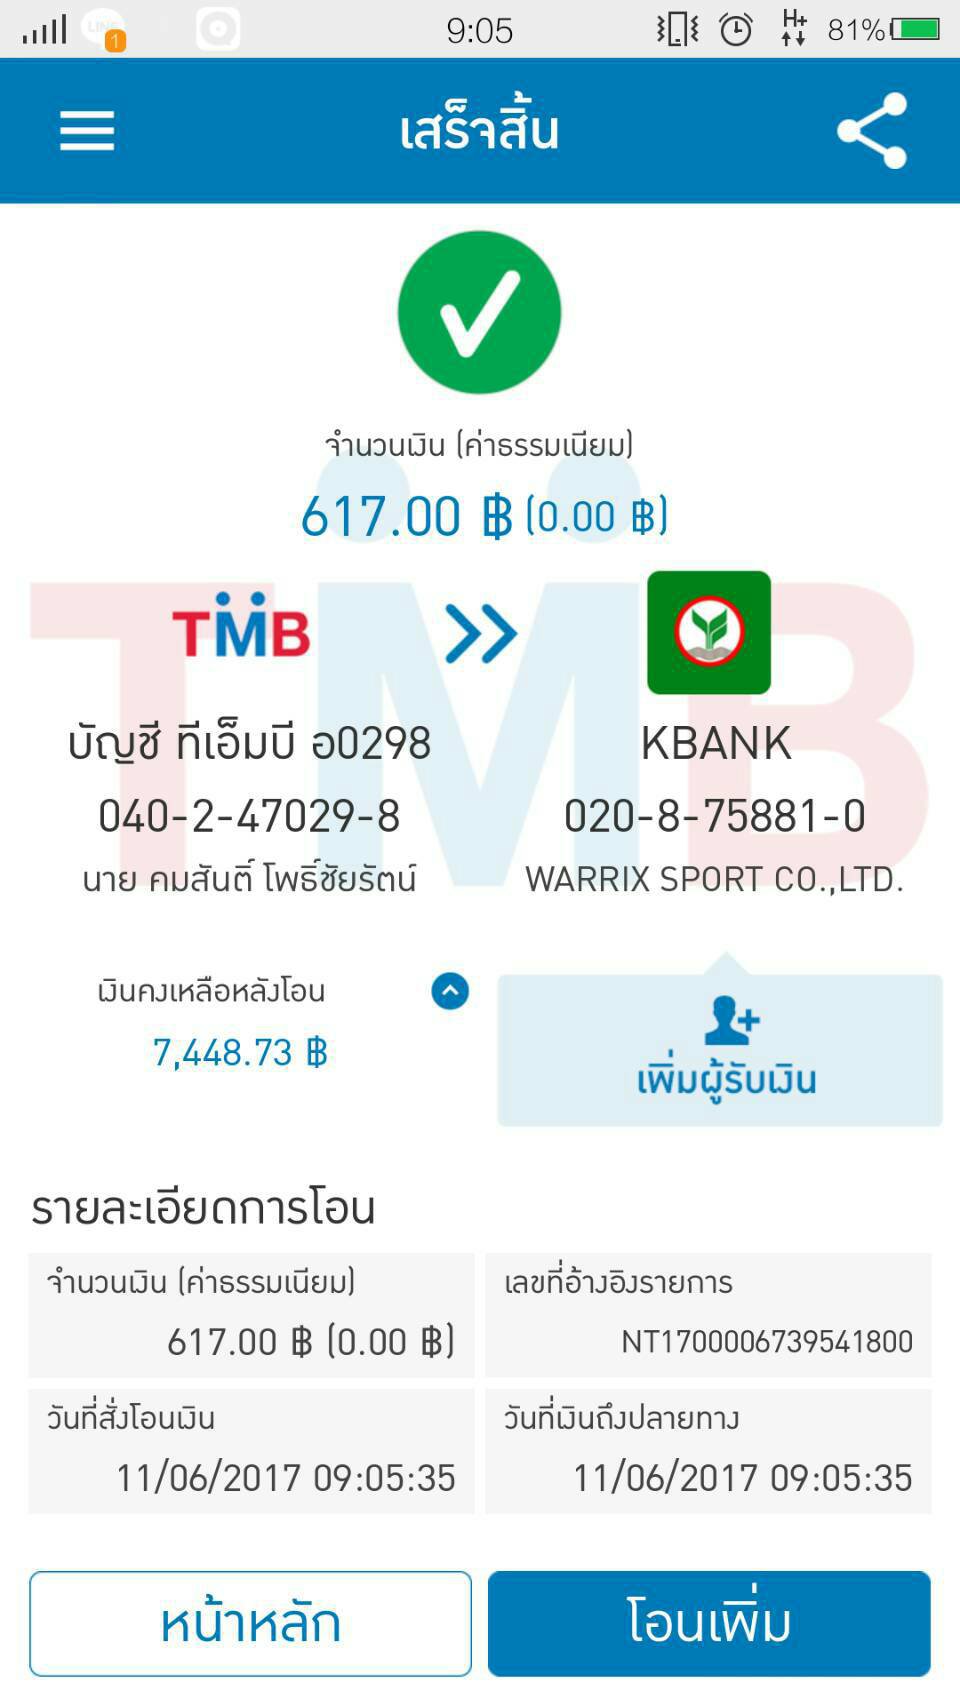 LINE
1
9:05
H+
81%
เสร็จสิ้น
จำนวนเงิน (ค่าธรรมเนียม)
617.00 ฿ (0.00 ฿)
TMB
บัญชี ทีเอ็มบี อ0298
KBANK
040-2-47029-8
020-8-75881-0
นาย คมสันติ์ โพธิ์ชัยรัตน์
WARRIX SPORT CO.,LTD.
เงินคงเหลือหลังโอน
7,448.73 ฿
เพิ่มผู้รับเงิน
รายละเอียดการโอน
จำนวนเงิน (ค่าธรรมเนียม)
617.00 ฿ (0.00 ฿)
เลขที่อ้างอิงรายการ
NT1700006739541800
วันที่สั่งโอนเงิน
11/06/2017 09:05:35
วันที่เงินถึงปลายทาง
11/06/2017 09:05:35
หน้าหลัก
โอนเพิ่ม